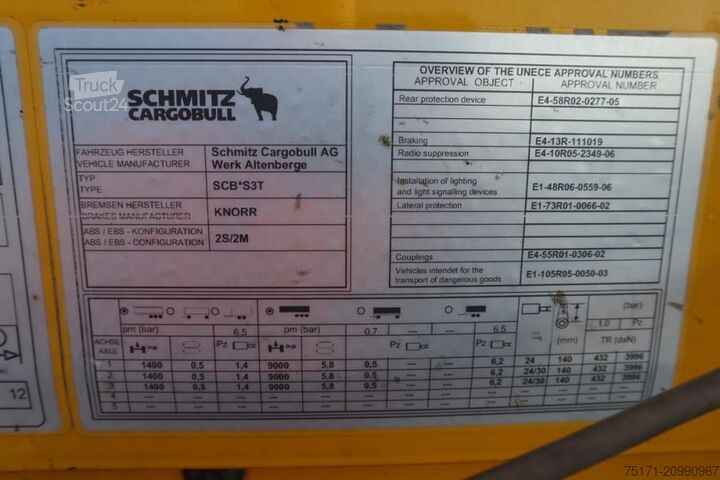 Truck
Scout24
SCHMITZ
CARGOBULL
FAHRZEUG HERSTELLER
VEHICLE MANUFACTURER
Schmitz Cargobull AG
Werk Altenberge
TYP
TYPE
SCB*S3T
BREMSEN HERSTELLER
BRAKES MANUFACTURER
KNORR
ABS / EBS - KONFIGURATION
ABS / EBS - CONFIGURATION
2S/2M
OVERVIEW OF THE UNECE APPROVAL NUMBERS
APPROVAL OBJECT APPROVAL NUMBER
Rear protection device E4-58R02-0277-05
Braking E4-13R-111019
Radio suppression E4-10R05-2349-06
Installation of lighting
and light signalling devices E1-48R06-0559-06
Lateral protection E1-73R01-0066-02
Couplings E4-55R01-0306-02
Vehicles intendet for the
transport of dangerous goods E1-105R05-0050-03
(bar)
pm (bar) 6.5 pm (bar) 0,7 --- --- 6.5 1.0 Pz
ACHSE
AXLE
Pz Pz Pz (mm) TR (daN)
1 1400 0,5 1,4 9000 5,8 0,5 --- --- 6,2 24 140 432 3996
2 1400 0,5 1,4 9000 5,8 0,5 --- --- 6,2 24/30 140 432 3996
3 1400 0,5 1,4 9000 5,8 0,5 --- --- 6,2 24/30 140 432 3996
4 --- --- --- --- --- --- --- --- --- --- --- --- ---
5 --- --- --- --- --- --- --- --- --- --- --- --- ---
12
75171-20990967